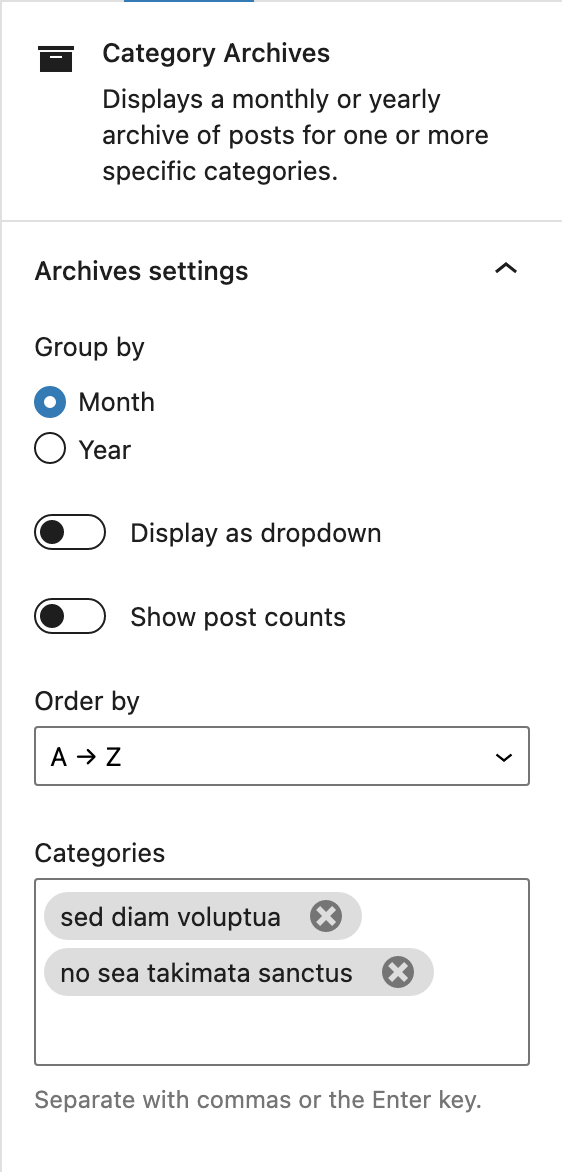 Category Archives
Displays a monthly or yearly
archive of posts for one or more
specific categories.
Archives settings
Group by
Month
Year
Display as dropdown
Show post counts
Order by
A → Z
Categories
sed diam voluptua
no sea takimata sanctus
Separate with commas or the Enter key.